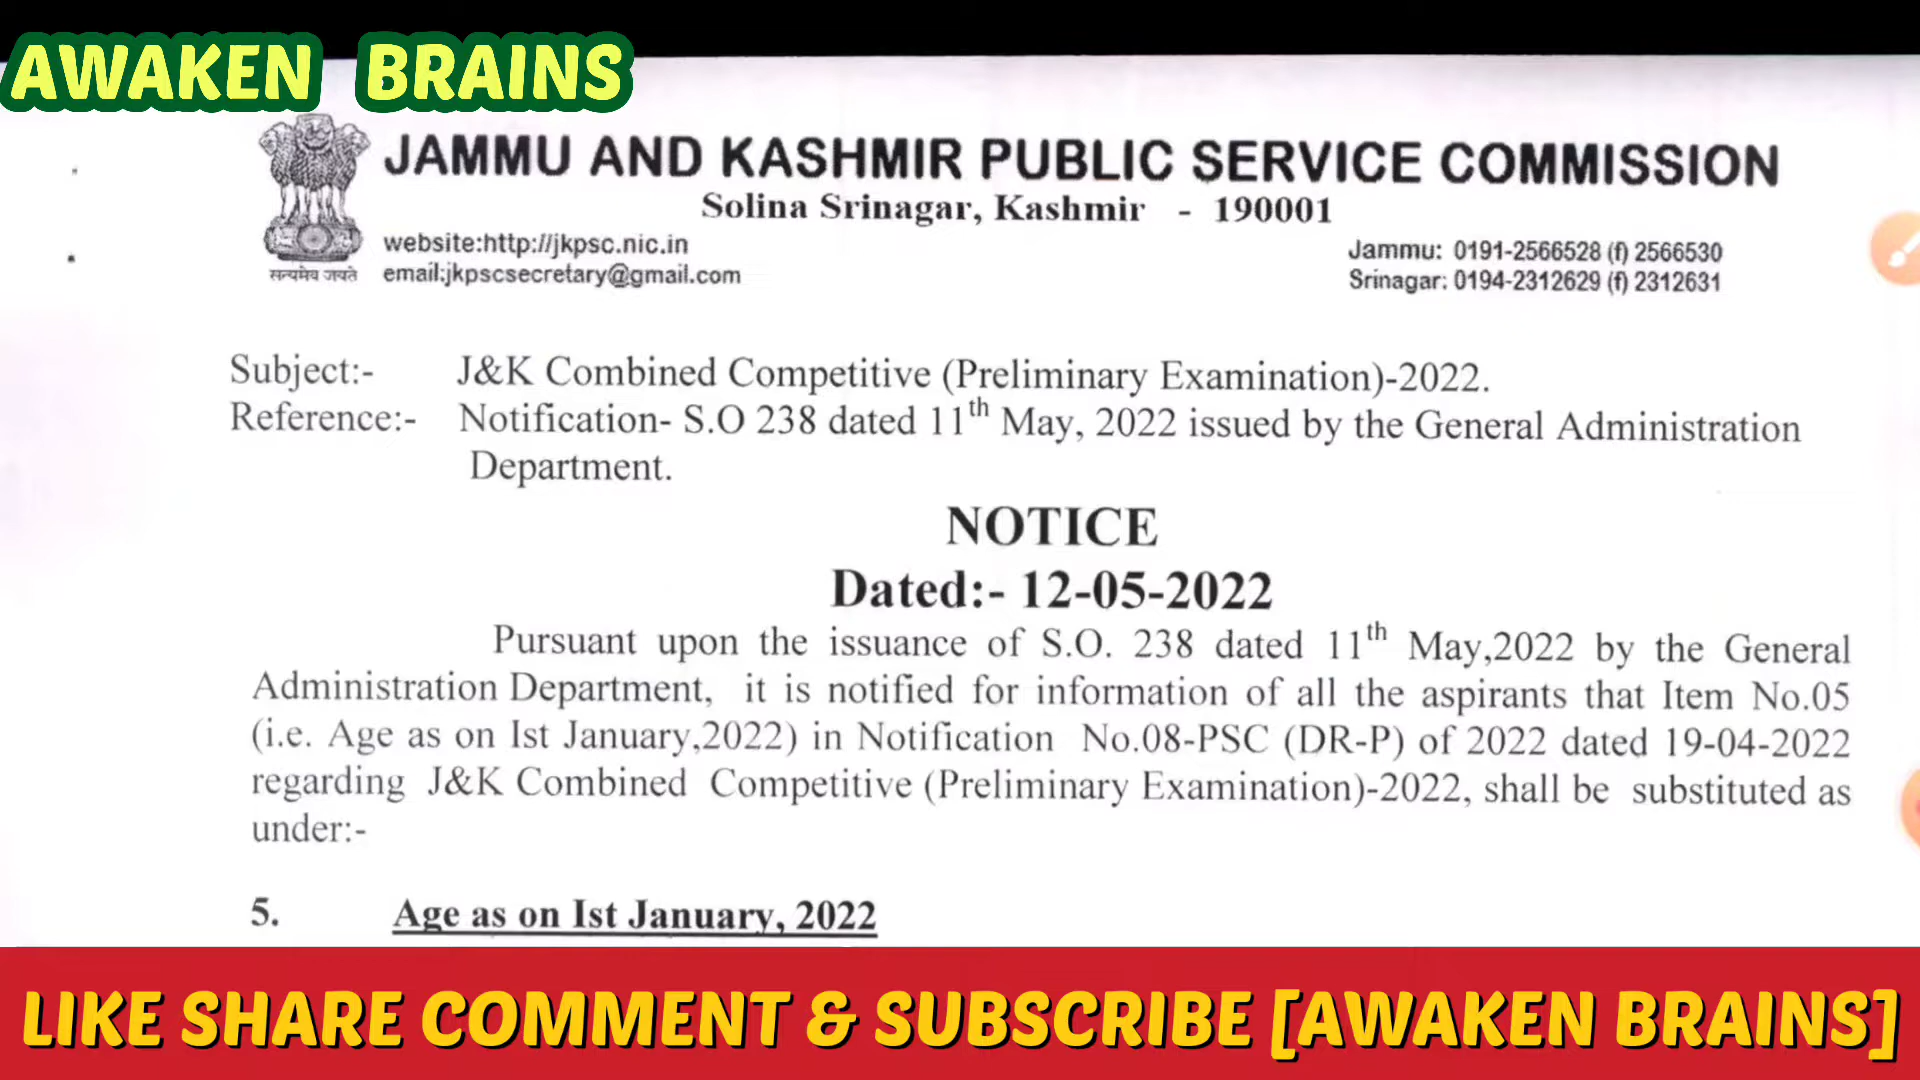 AWAKEN BRAINS
JAMMU AND KASHMIR PUBLIC SERVICE COMMISSION
Solina Srinagar, Kashmir - 190001
website:http://jkpsc.nic.in
Jammu: 0191-2566528 (f) 2566530
सत्यमेव जयते
email:jkpscsecretary@gmail.com
Srinagar: 0194-2312629 (f) 2312631
Subject:- J&K Combined Competitive (Preliminary Examination)-2022.
Reference:- Notification- S.O 238 dated 11th May, 2022 issued by the General Administration
Department.
NOTICE
Dated:- 12-05-2022
Pursuant upon the issuance of S.O. 238 dated 11th May,2022 by the General
Administration Department, it is notified for information of all the aspirants that Item No.05
(i.e. Age as on Ist January,2022) in Notification No.08-PSC (DR-P) of 2022 dated 19-04-2022
regarding J&K Combined Competitive (Preliminary Examination)-2022, shall be substituted as
under:-
5. Age as on Ist January, 2022
LIKE SHARE COMMENT & SUBSCRIBE [AWAKEN BRAINS]